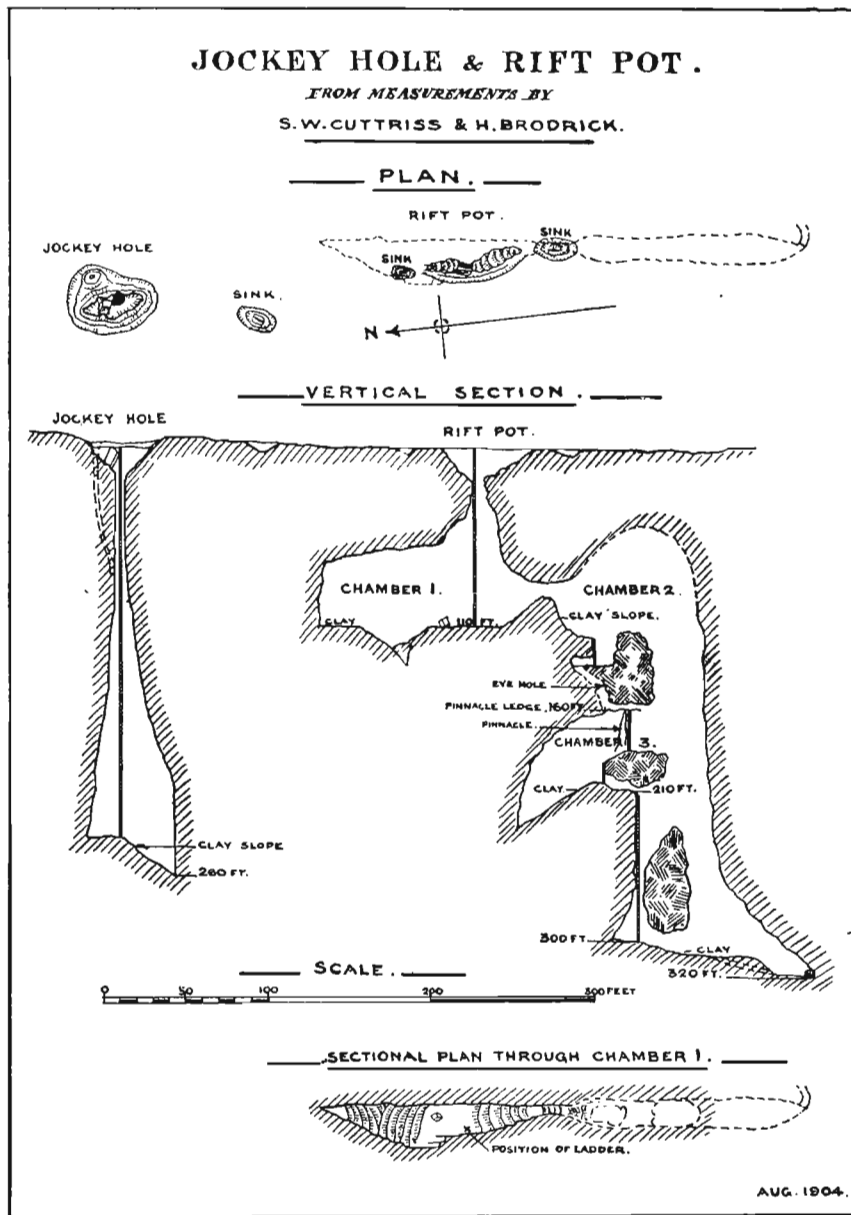 JOCKEY HOLE & RIFT POT.
FROM MEASUREMENTS BY
S.W. CUTTRISS & H. BRODRICK.
PLAN.
RIFT POT.
JOCKEY HOLE
SINK
SINK
SINK.
N
VERTICAL SECTION.
JOCKEY HOLE
RIFT POT.
CHAMBER 1.
CHAMBER 2.
CLAY
110 FT.
CLAY SLOPE.
EYE HOLE
PINNACLE LEDGE, 160 FT.
PINNACLE
CHAMBER 3.
CLAY
210 FT.
CLAY SLOPE
260 FT.
300 FT.
CLAY
320 FT.
SCALE.
0 50 100 200 300 FEET
SECTIONAL PLAN THROUGH CHAMBER 1.
POSITION OF LADDER.
AUG. 1904.